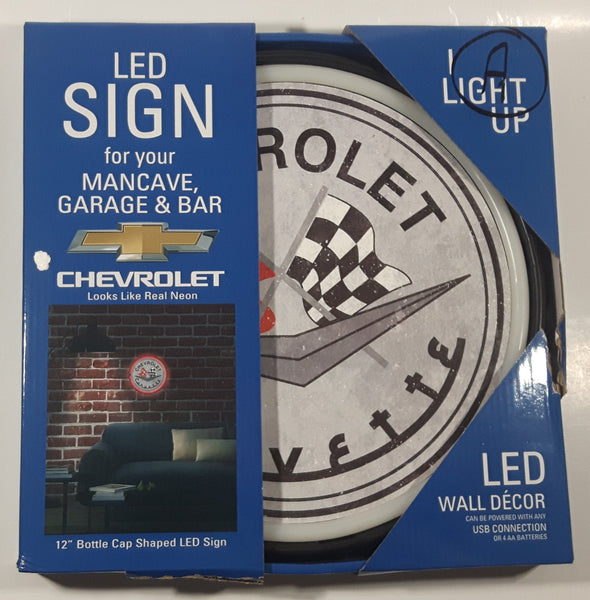 LED
SIGN
for your
MANCAVE,
GARAGE & BAR
CHEVROLET
Looks Like Real Neon
12" Bottle Cap Shaped LED Sign
ROLET
A
LIGHT
UP
LED
WALL DÉCOR
CAN BE POWERED WITH ANY
USB CONNECTION
OR 4 AA BATTERIES